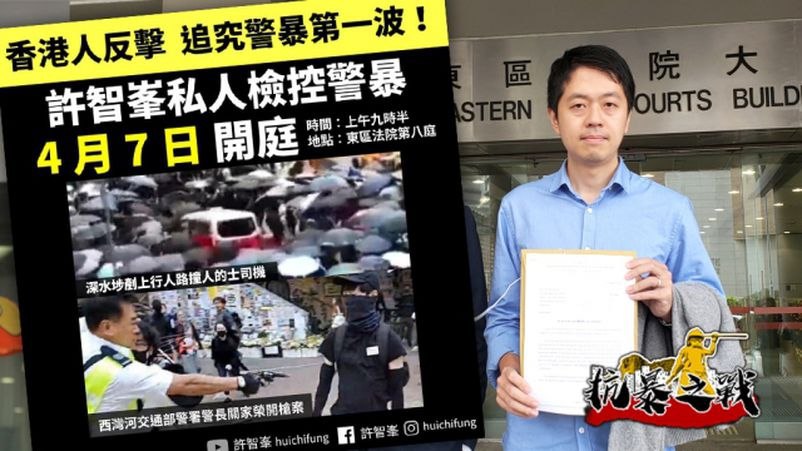 香港人反擊 追究警暴第一波！
許智峯私人檢控警暴
4月7日開庭
時間：上午九時半
地點：東區法院第八庭
深水埗剷上行人路撞人的士司機
西灣河交通部警署警長關家榮開槍案
許智峯 huichifung
許智峯 huichifung
東區 院大
EASTERN COURTS BUILD
抗暴之戰